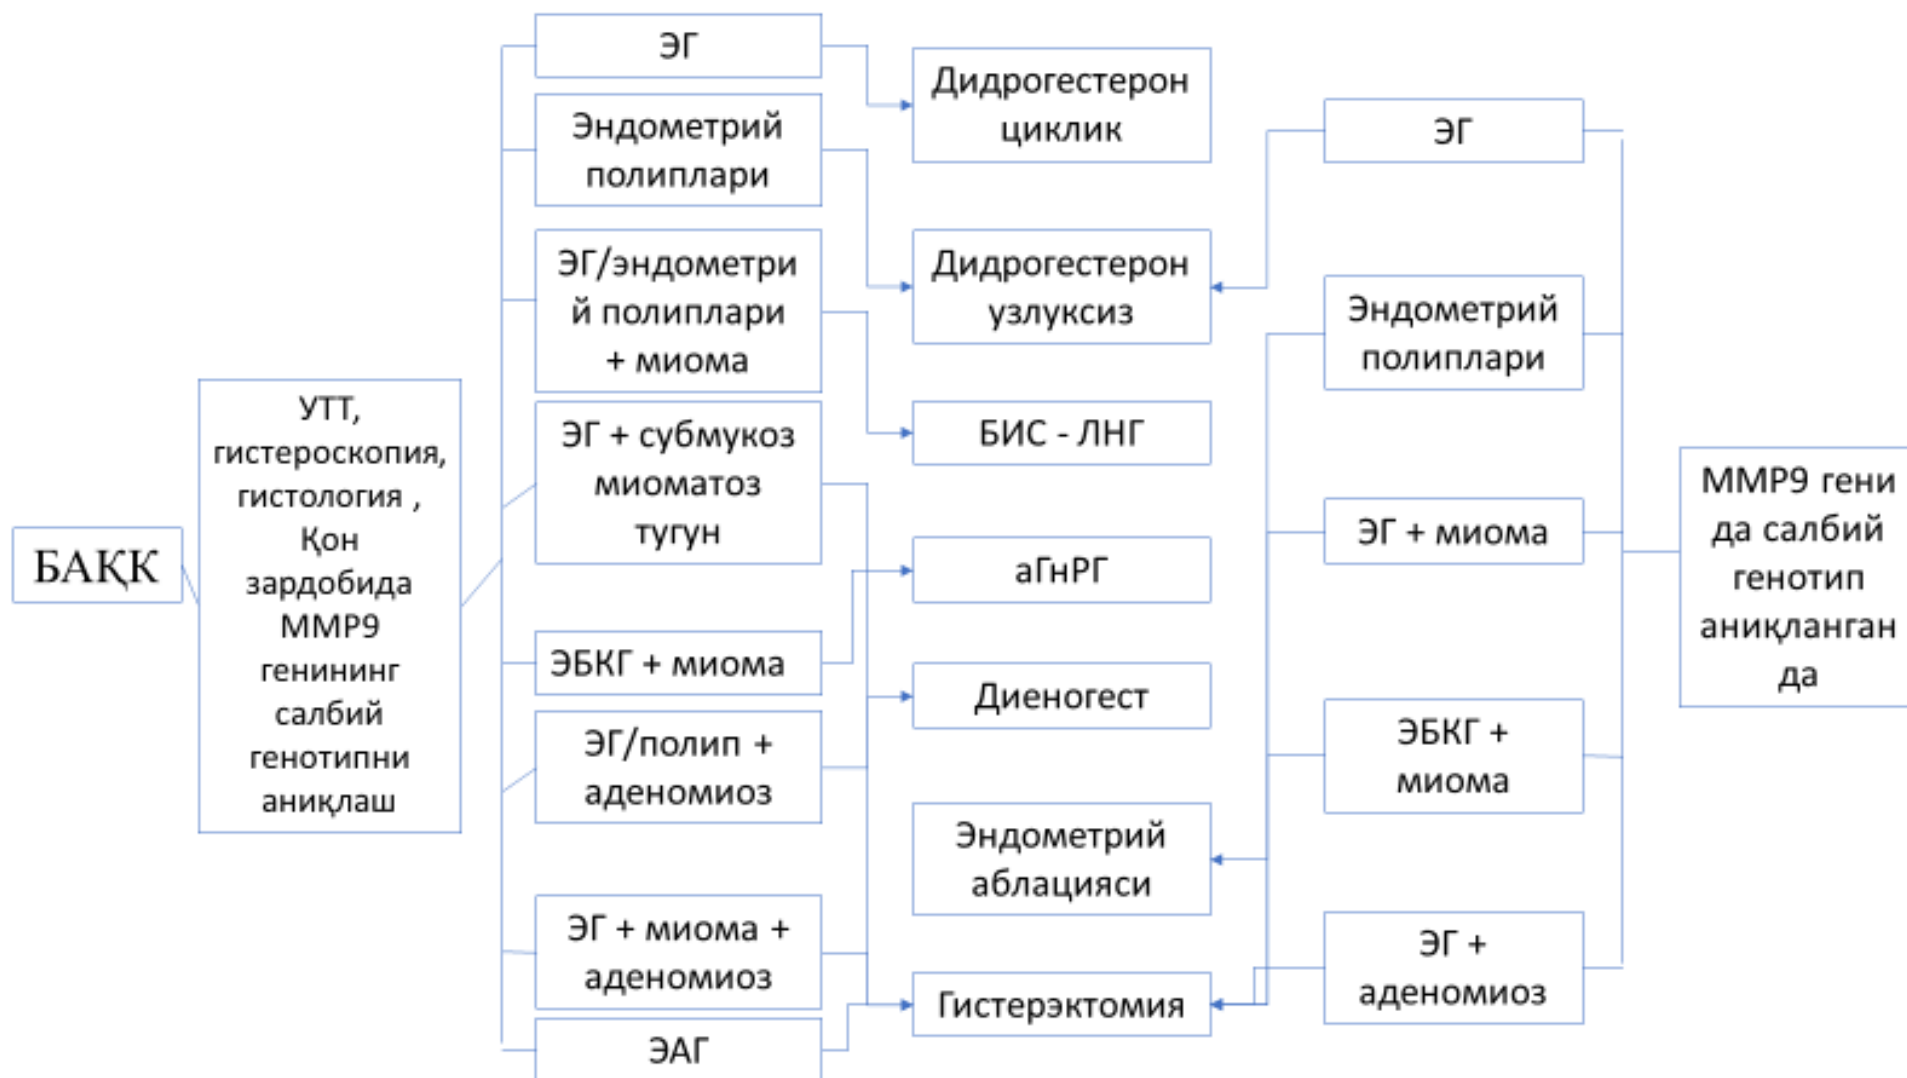 БАҚК
УТТ,
гистероскопия,
гистология ,
Қон
зардобида
ММР9
генининг
салбий
генотипни
аниқлаш
ЭГ
Эндометрий
полиплари
ЭГ/эндометри
й полиплари
+ миома
ЭГ + субмукоз
миоматоз
тугун
ЭБКГ + миома
ЭГ/полип +
аденомиоз
ЭГ + миома +
аденомиоз
ЭАГ
Дидрогестерон
циклик
Дидрогестерон
узлуксиз
БИС - ЛНГ
аГнРГ
Диеногест
Эндометрий
аблацияси
Гистерэктомия
ЭГ
Эндометрий
полиплари
ЭГ + миома
ЭБКГ +
миома
ЭГ +
аденомиоз
ММР9 гени
да салбий
генотип
аниқланган
да